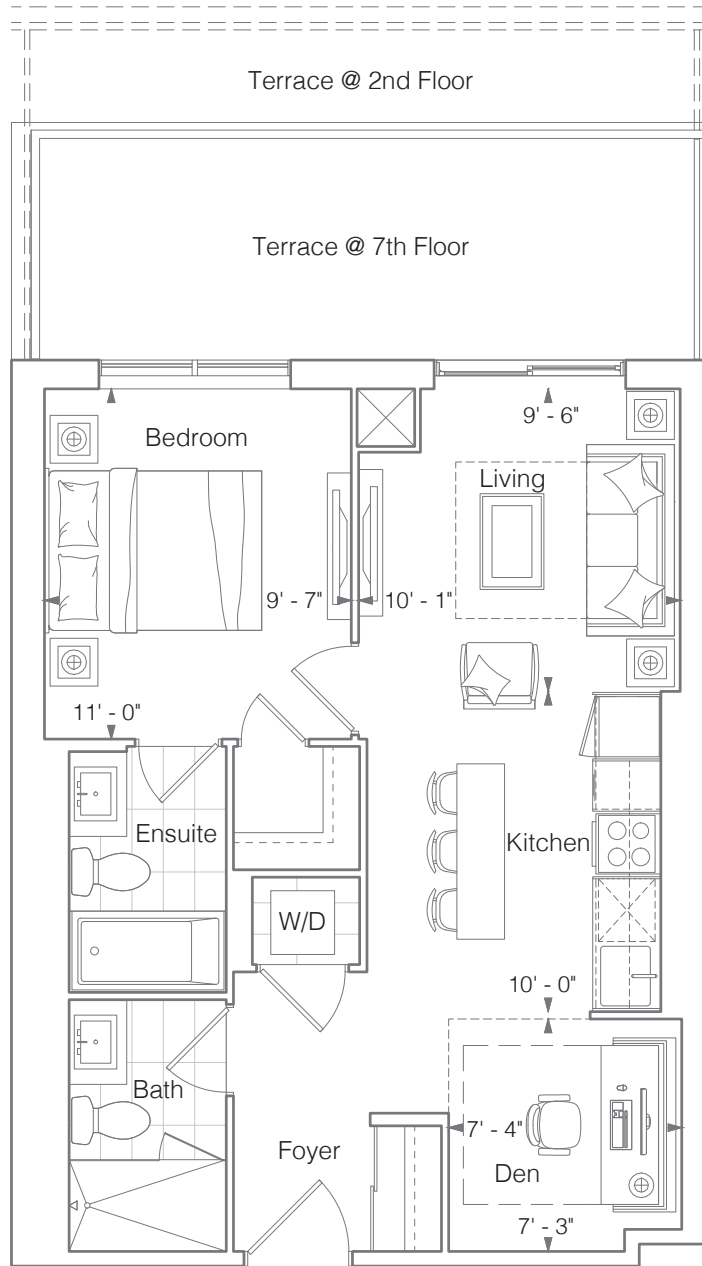 Terrace @ 2nd Floor
Terrace @ 7th Floor
9' - 6"
Bedroom
Living
9' - 7"
10' - 1"
11' - 0"
Ensuite
Kitchen
W/D
10' - 0"
Bath
7' - 4"
Foyer
Den
7' - 3"